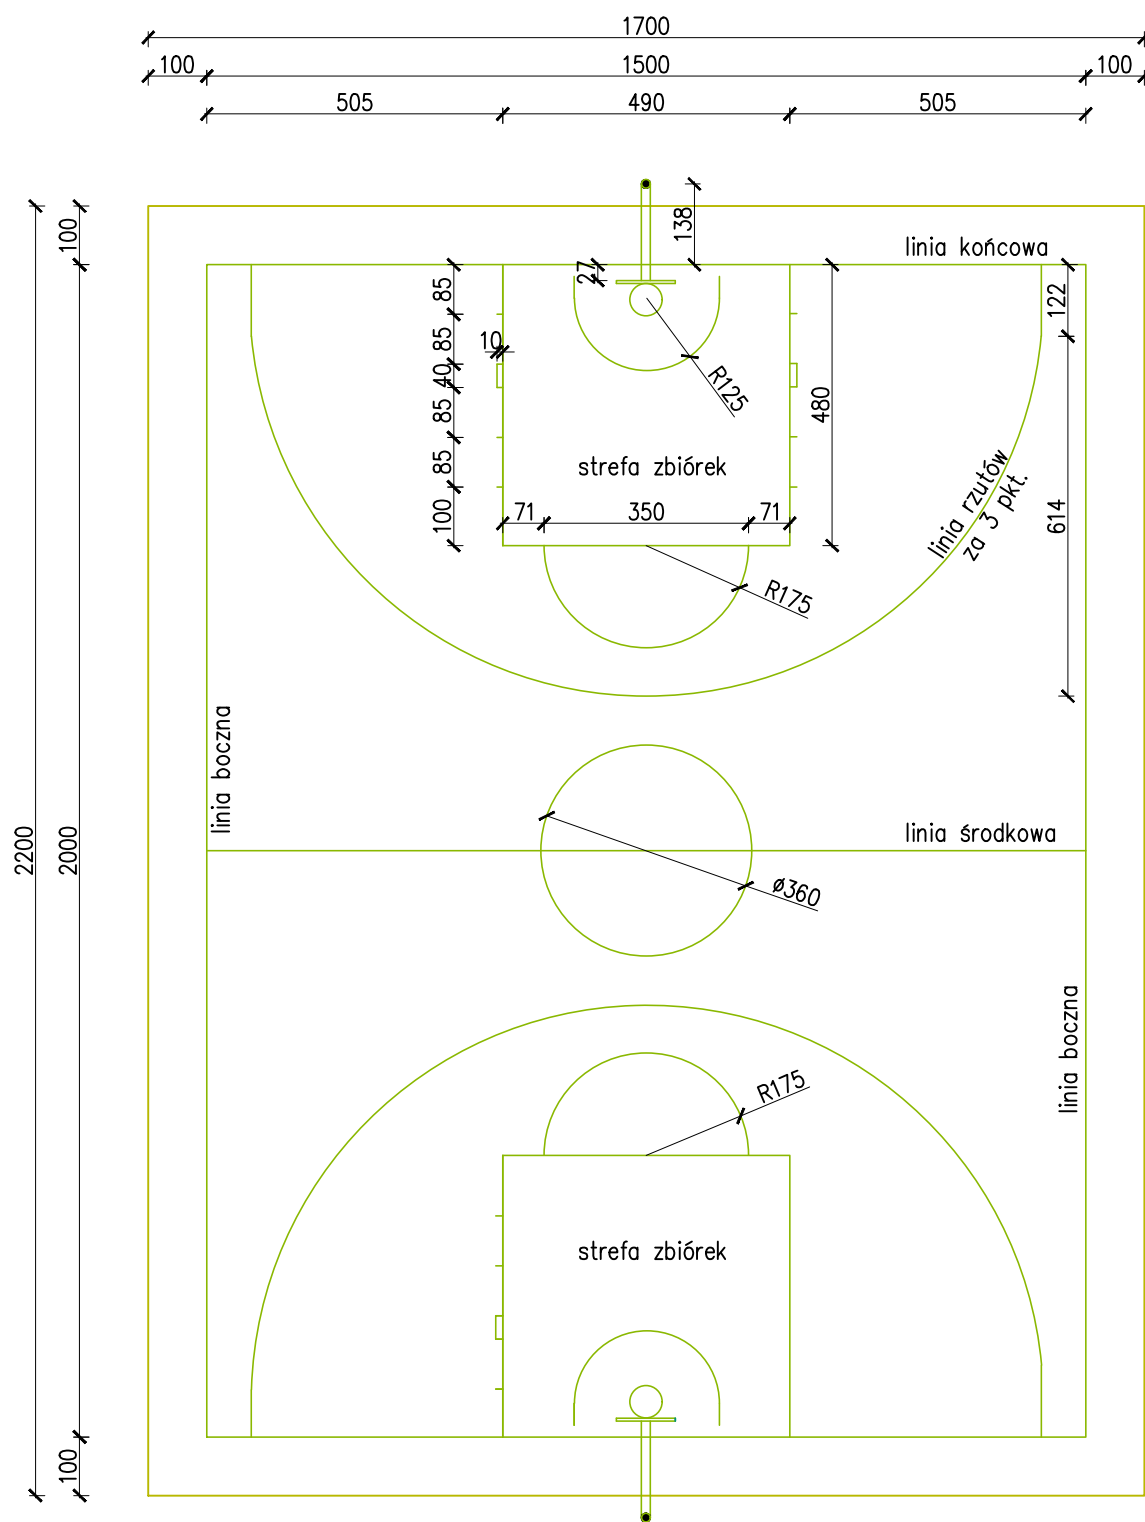 1700
100 1500 100
505 490 505
138
100
linia końcowa
27
85
122
85
10
40
R125
85
480
85
strefa zbiórek
linia rzutów
za 3 pkt.
100
71 350 71
614
R175
linia boczna
2200
2000
linia środkowa
ø360
linia boczna
R175
strefa zbiórek
100